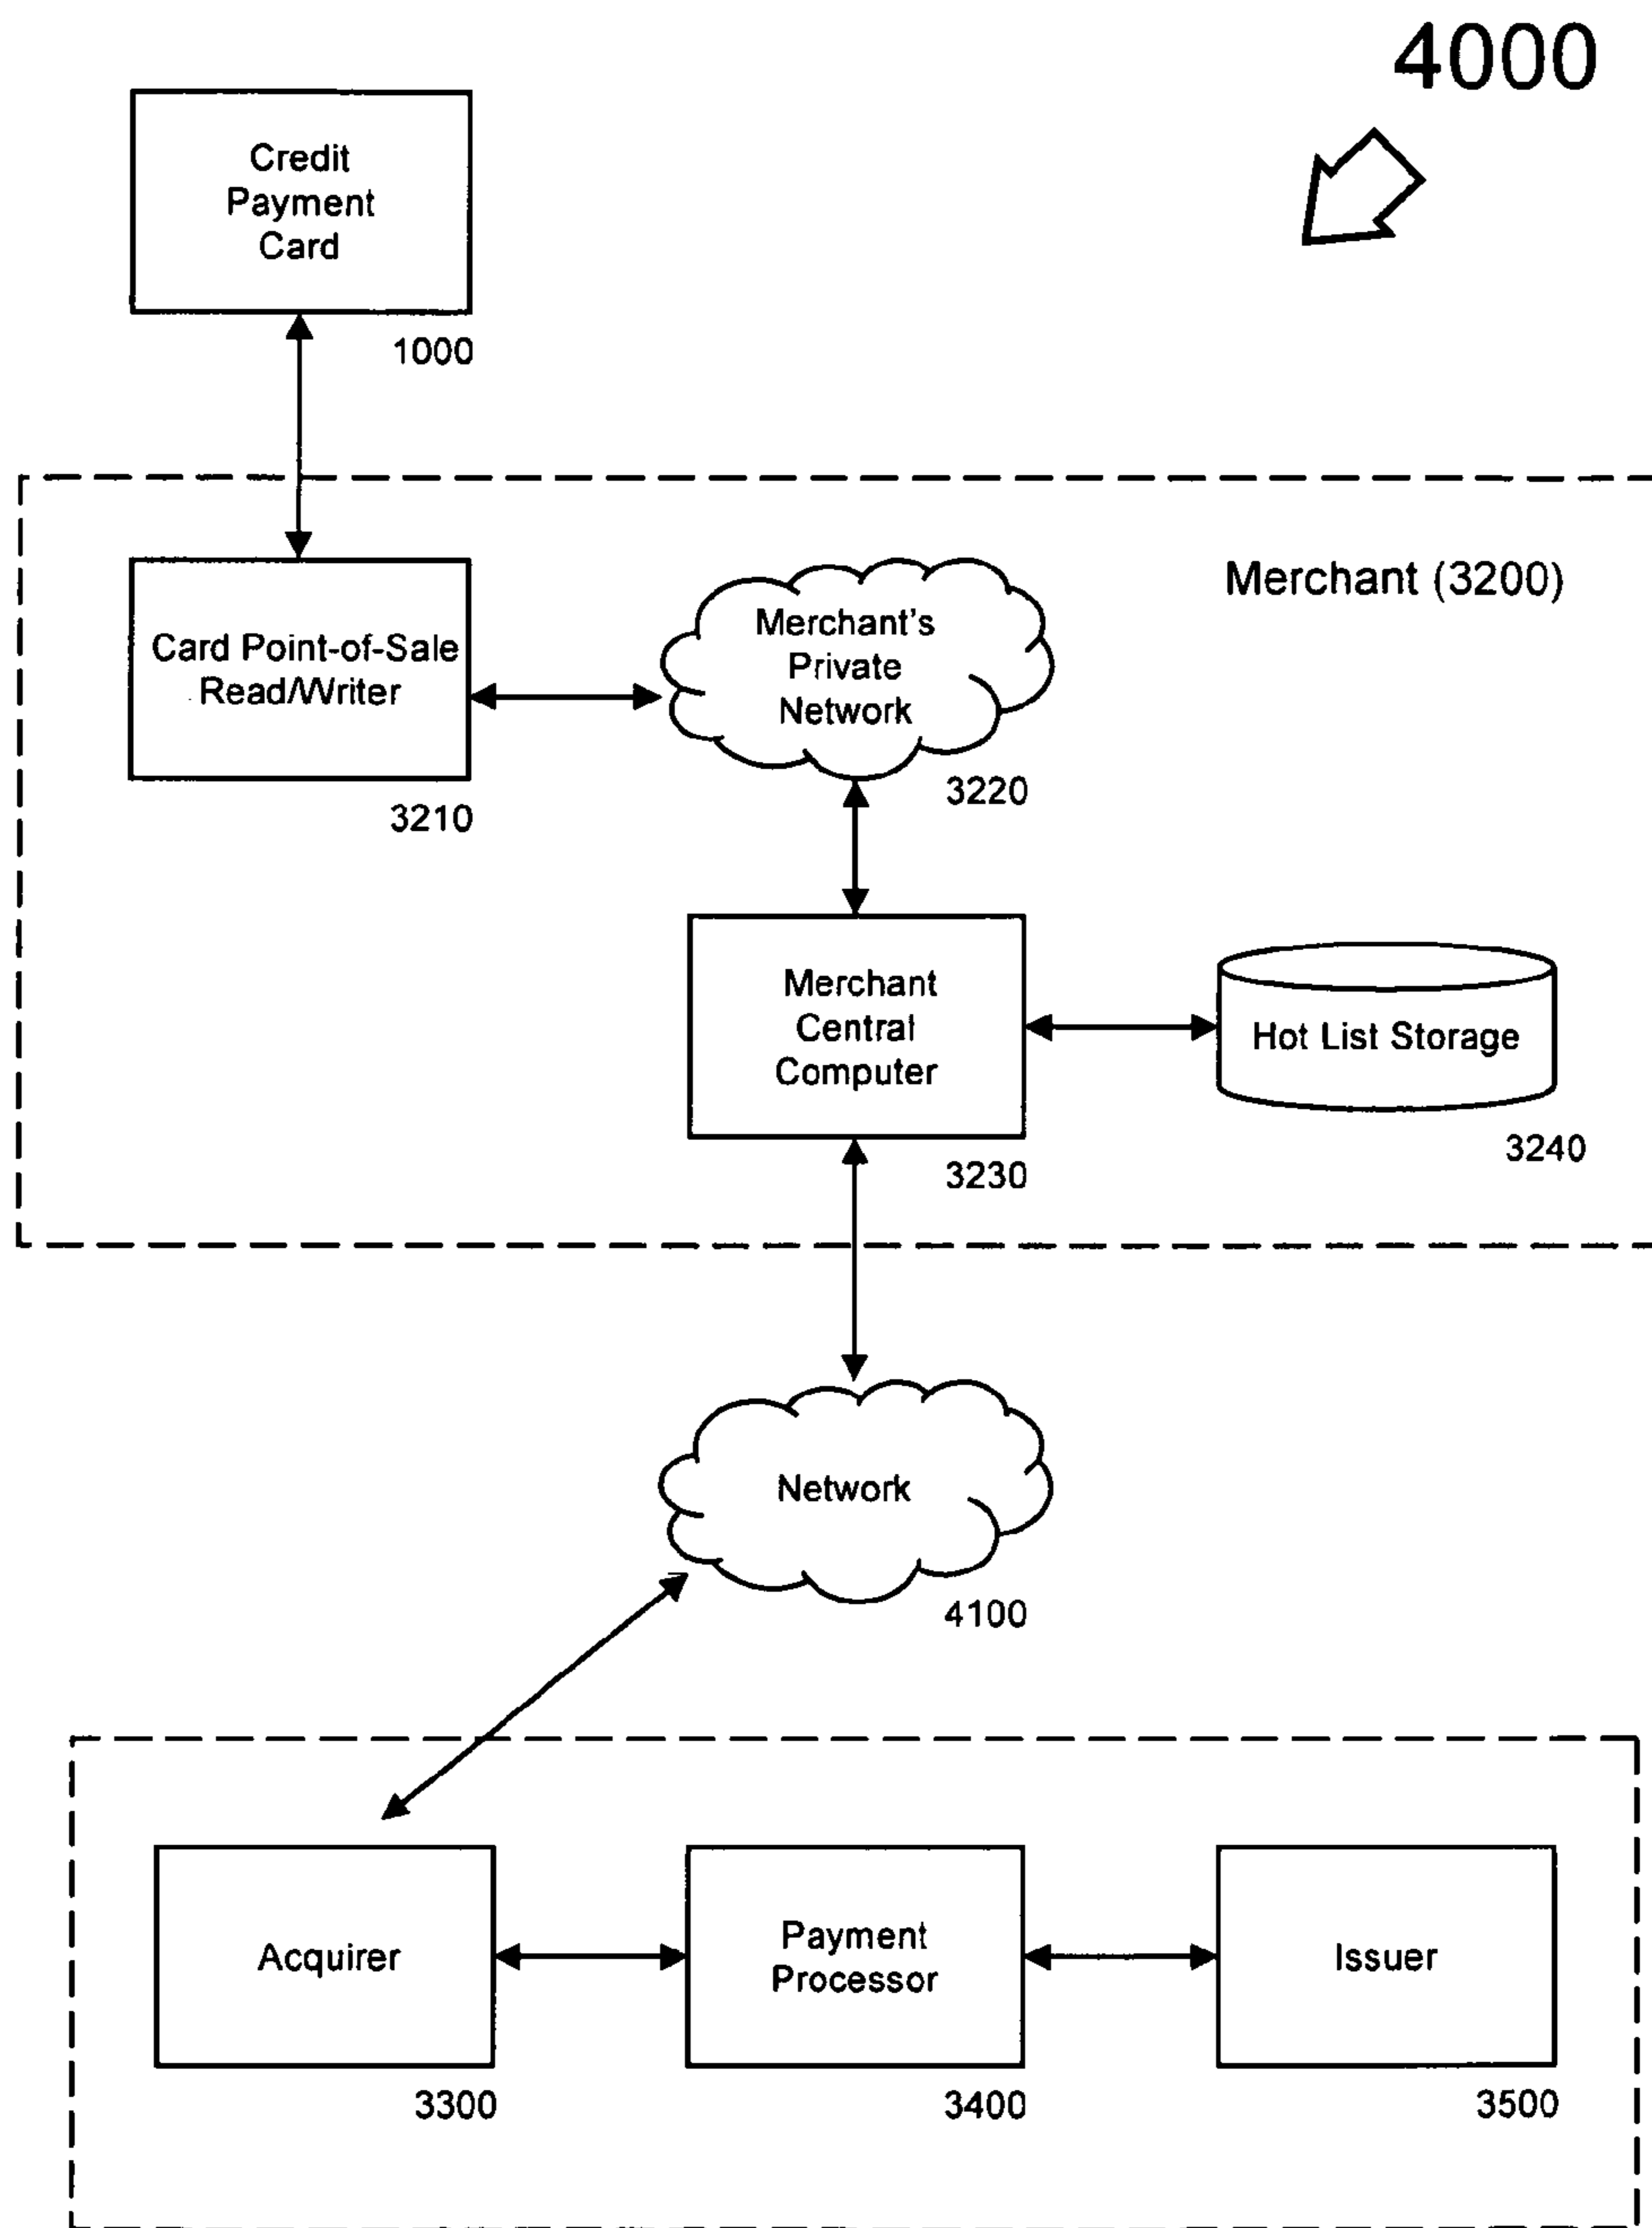 4000
Credit
Payment
Card
1000
Merchant (3200)
Card Point-of-Sale
Read/Writer
3210
Merchant's
Private
Network
3220
Merchant
Central
Computer
3230
Hot List Storage
3240
Network
4100
Acquirer
3300
Payment
Processor
3400
Issuer
3500